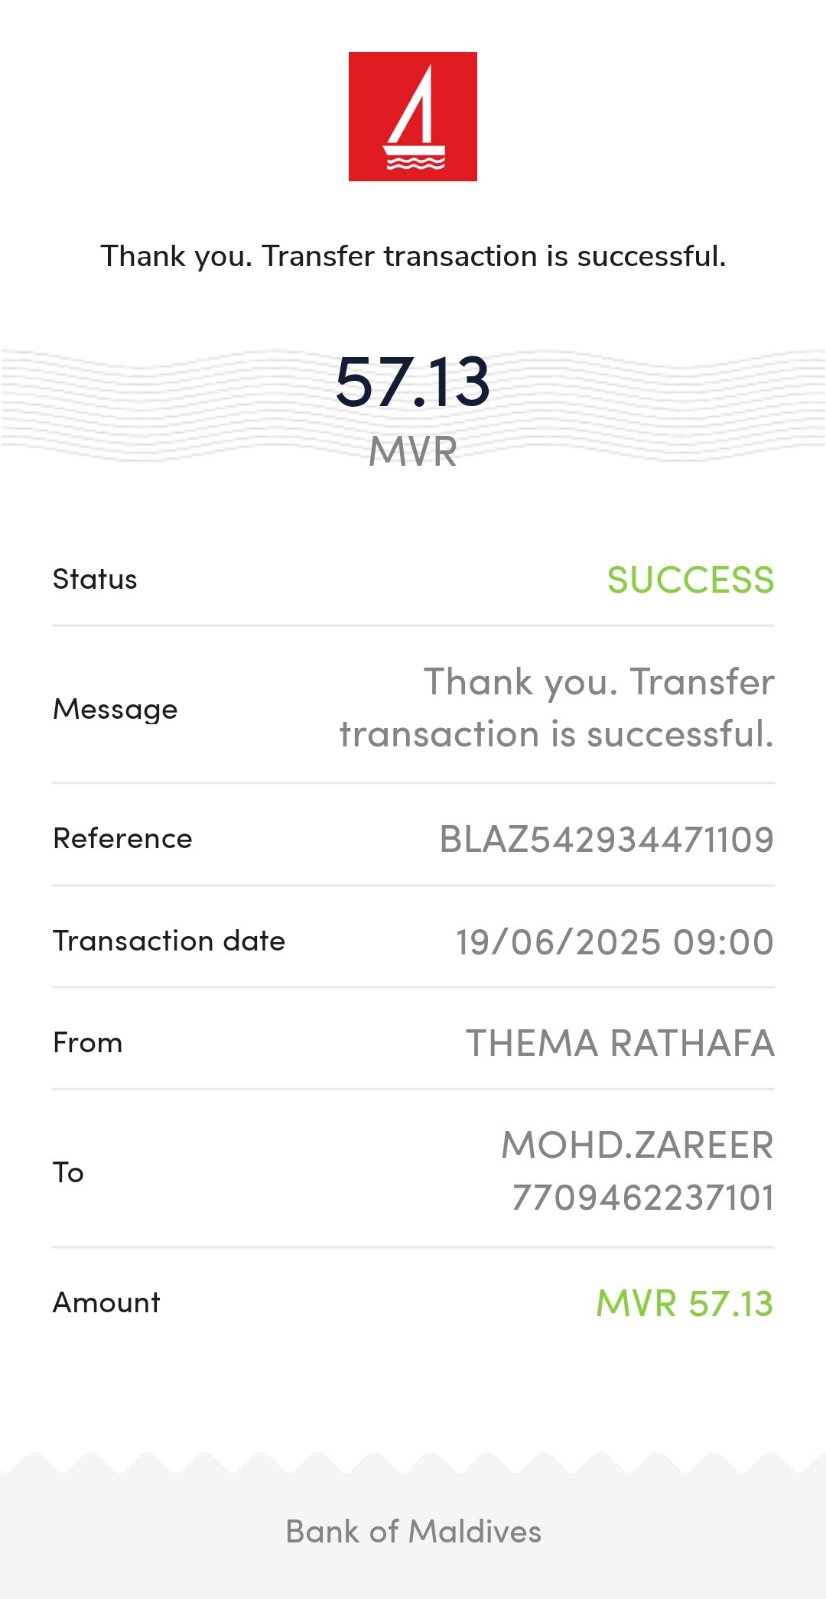 Thank you. Transfer transaction is successful.
57.13
MVR
Status
SUCCESS
Message
Thank you. Transfer
transaction is successful.
Reference
BLAZ542934471109
Transaction date
19/06/2025 09:00
From
THEMA RATHAFA
To
MOHD.ZAREER
7709462237101
Amount
MVR 57.13
Bank of Maldives